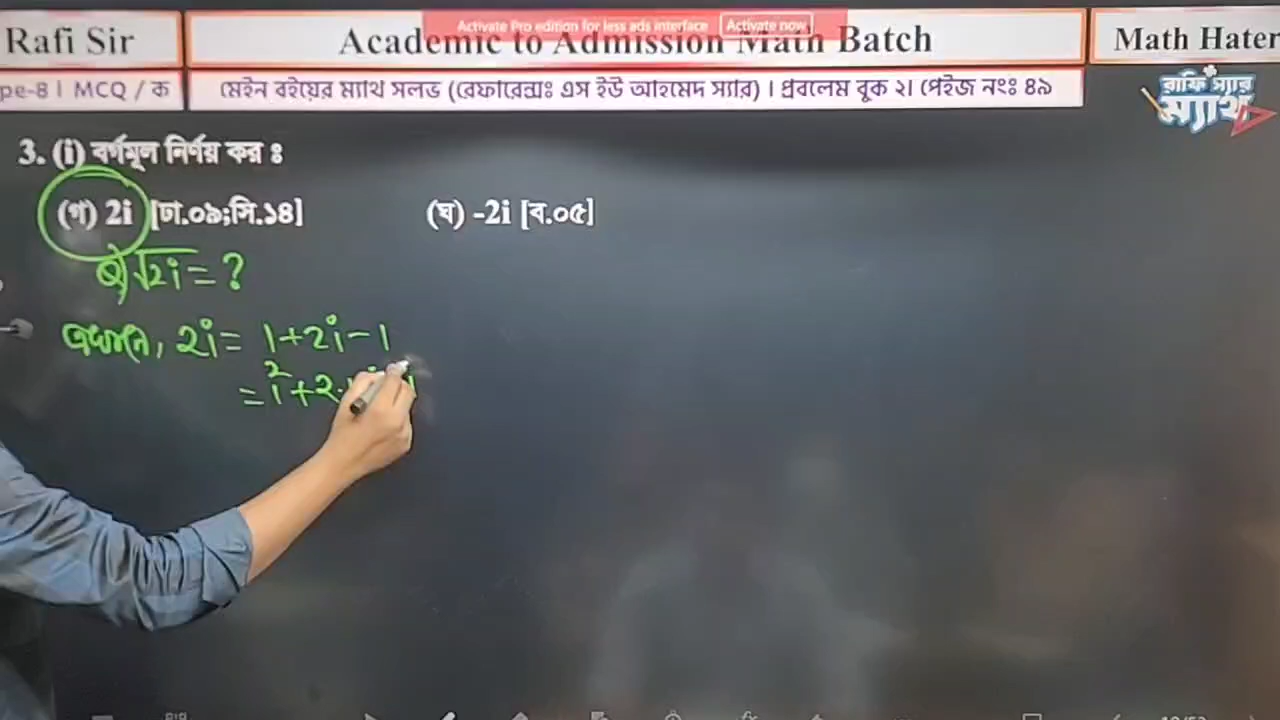 Activate Pro edition for less ads interface Activate now
Rafi Sir
Academic to Admission Math Batch
Math Hater
pe-8 । MCQ / ক
মেইন বইয়ের ম্যাথ সলভ (রেফারেন্সঃ এস ইউ আহমেদ স্যার) । প্রবলেম বুক ২। পেইজ নংঃ ৪৯
রাফি স্যার
ম্যাথ
3. (i) বর্গমূল নির্ণয় কর ঃ
(গ) 2i [ঢা.০৯;সি.১৪]
(ঘ) -2i [ব.০৫]
√2i = ?
এখানে, 2i = 1+2i-1